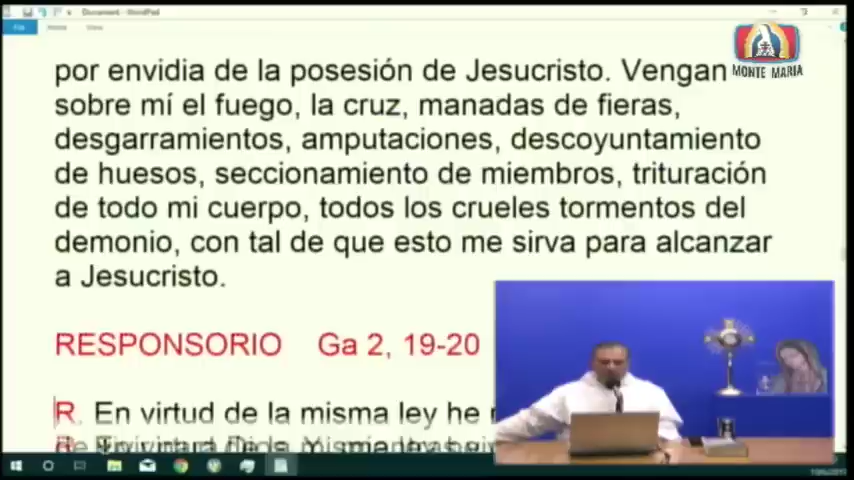 Document - WordPad
MONTE MARIA
por envidia de la posesión de Jesucristo. Vengan
sobre mí el fuego, la cruz, manadas de fieras,
desgarramientos, amputaciones, descoyuntamiento
de huesos, seccionamiento de miembros, trituración
de todo mi cuerpo, todos los crueles tormentos del
demonio, con tal de que esto me sirva para alcanzar
a Jesucristo.
RESPONSORIO Ga 2, 19-20
R. En virtud de la misma ley he